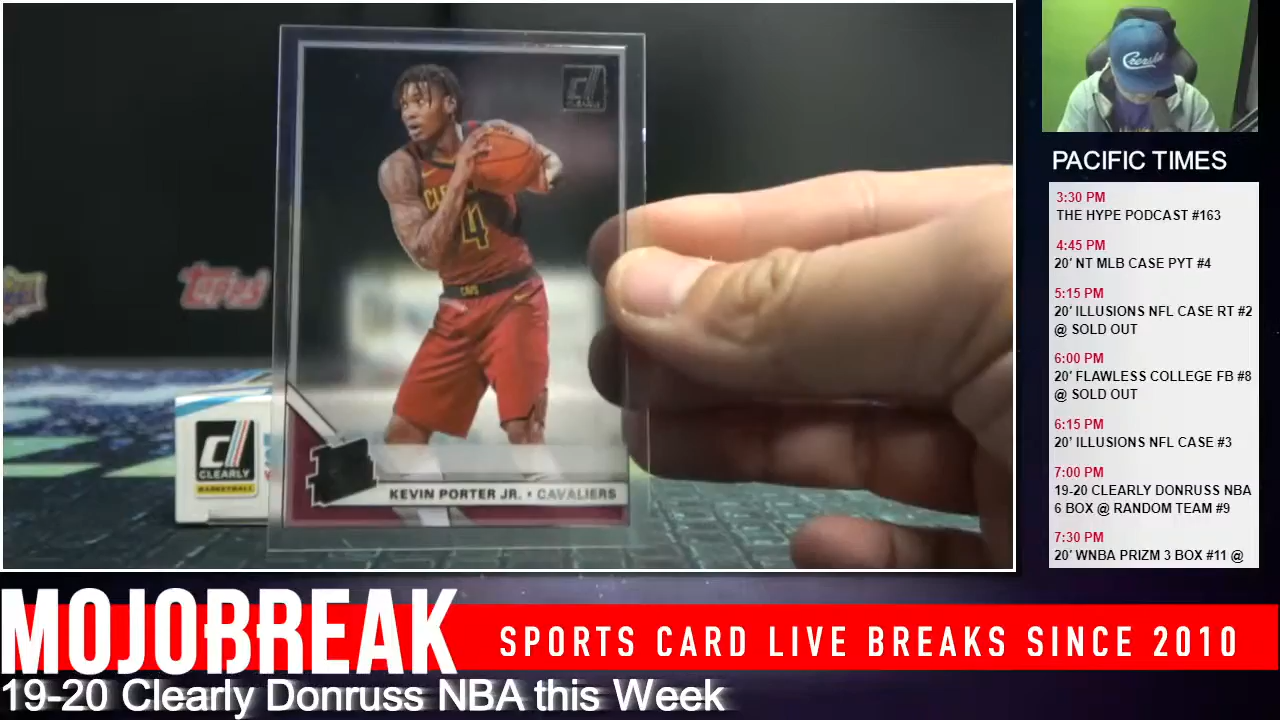 CLEARLY
4
CAVS
KEVIN PORTER JR. • CAVALIERS
Topps
CLEARLY
BASKETBALL
PACIFIC TIMES
3:30 PM
THE HYPE PODCAST #163
4:45 PM
20' NT MLB CASE PYT #4
5:15 PM
20' ILLUSIONS NFL CASE RT #2
@ SOLD OUT
6:00 PM
20' FLAWLESS COLLEGE FB #8
@ SOLD OUT
6:15 PM
20' ILLUSIONS NFL CASE #3
7:00 PM
19-20 CLEARLY DONRUSS NBA
6 BOX @ RANDOM TEAM #9
7:30 PM
20' WNBA PRIZM 3 BOX #11 @
MOJOBREAK
SPORTS CARD LIVE BREAKS SINCE 2010
19-20 Clearly Donruss NBA this Week